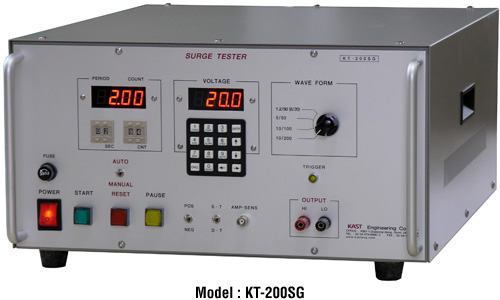 SURGE TESTER
KT-200SG
PERIOD COUNT
VOLTAGE
WAVE FORM
2.00
20.0
1.2/50 (8/20)
5/50
10/100
10/200
SEC CNT
FUSE
AUTO
MANUAL
TRIGGER
POWER START RESET PAUSE
POS S-T AMP-SENS
NEG D-T
OUTPUT
HI LO
KAST Engineering Co
Model : KT-200SG